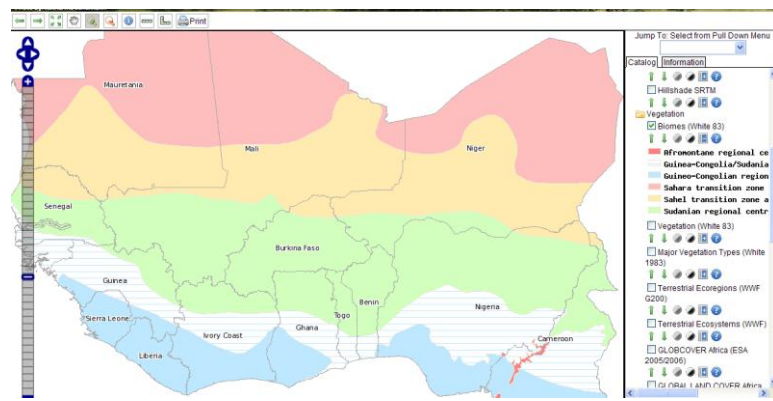 Print
Jump To: Select from Pull Down Menu
Catalog
Information
Hillshade SRTM
Vegetation
Biomes (White 83)
Afromontane regional ce
Guinea-Congolia/Sudania
Guineo-Congolian region
Sahara transition zone
Sahel transition zone a
Sudanian regional centr
Vegetation (White 83)
Major Vegetation Types (White
1983)
Terrestrial Ecoregions (WWF
G200)
Terrestrial Ecosystems (WWF)
GLOBCOVER Africa (ESA
2005/2006)
GLOBAL LAND COVER Africa
Mauretania
Mali
Niger
Senegal
Burkina Faso
Guinea
Benin
Nigeria
Togo
Sierra Leone
Ivory Coast
Ghana
Cameroon
Liberia